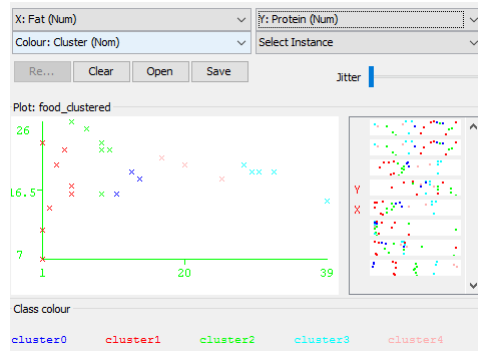 X: Fat (Num) Y: Protein (Num)
Colour: Cluster (Nom) Select Instance
Re... Clear Open Save Jitter
Plot: food_clustered
26
16.5
7
1 20 39
Y
X
Class colour
cluster0 cluster1 cluster2 cluster3 cluster4